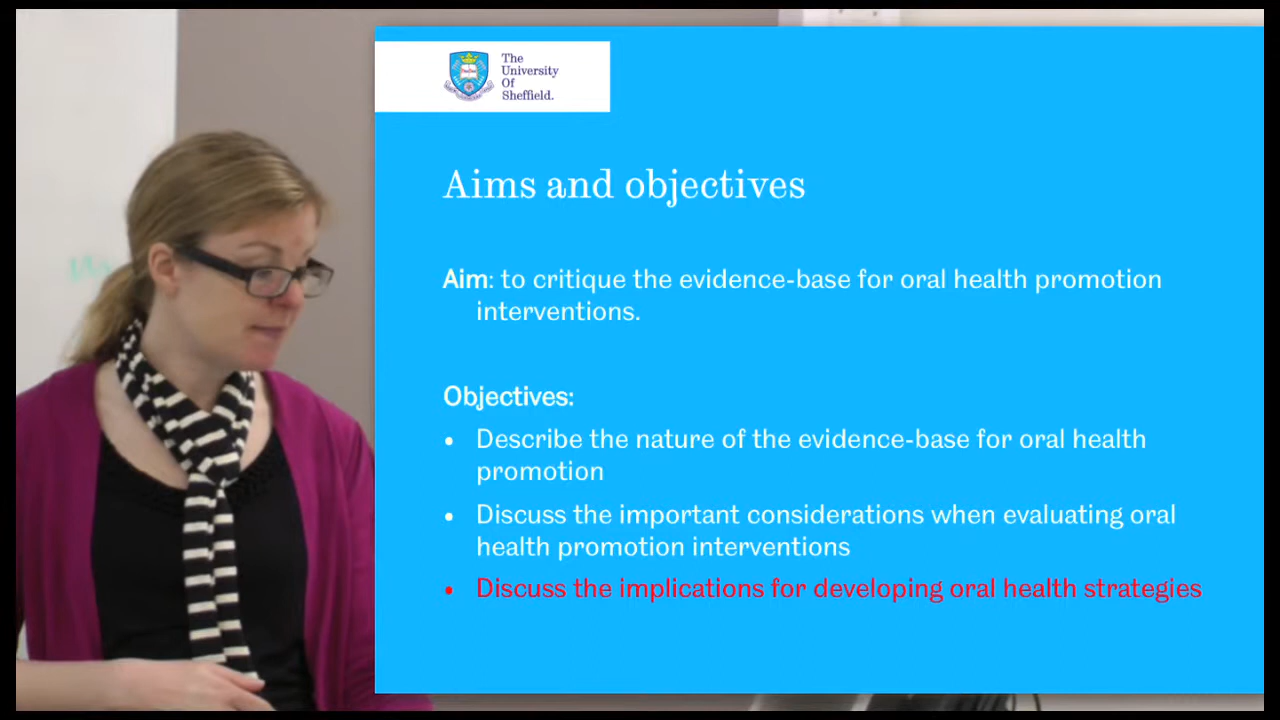 The
University
Of
Sheffield.
Aims and objectives
Aim: to critique the evidence-base for oral health promotion
interventions.
Objectives:
• Describe the nature of the evidence-base for oral health
promotion
• Discuss the important considerations when evaluating oral
health promotion interventions
• Discuss the implications for developing oral health strategies